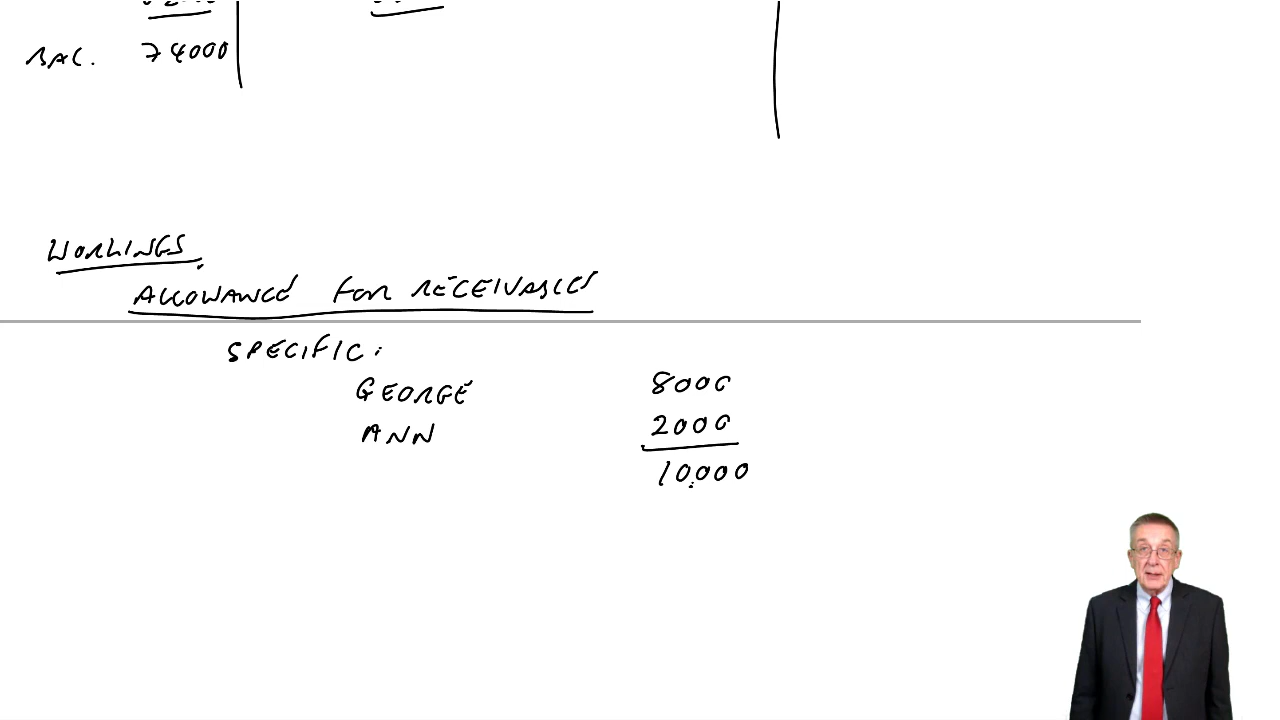 BAL. 74000
WORKINGS.
ALLOWANCE FOR RECEIVABLES
SPECIFIC:
GEORGE 8000
ANN 2000
10,000